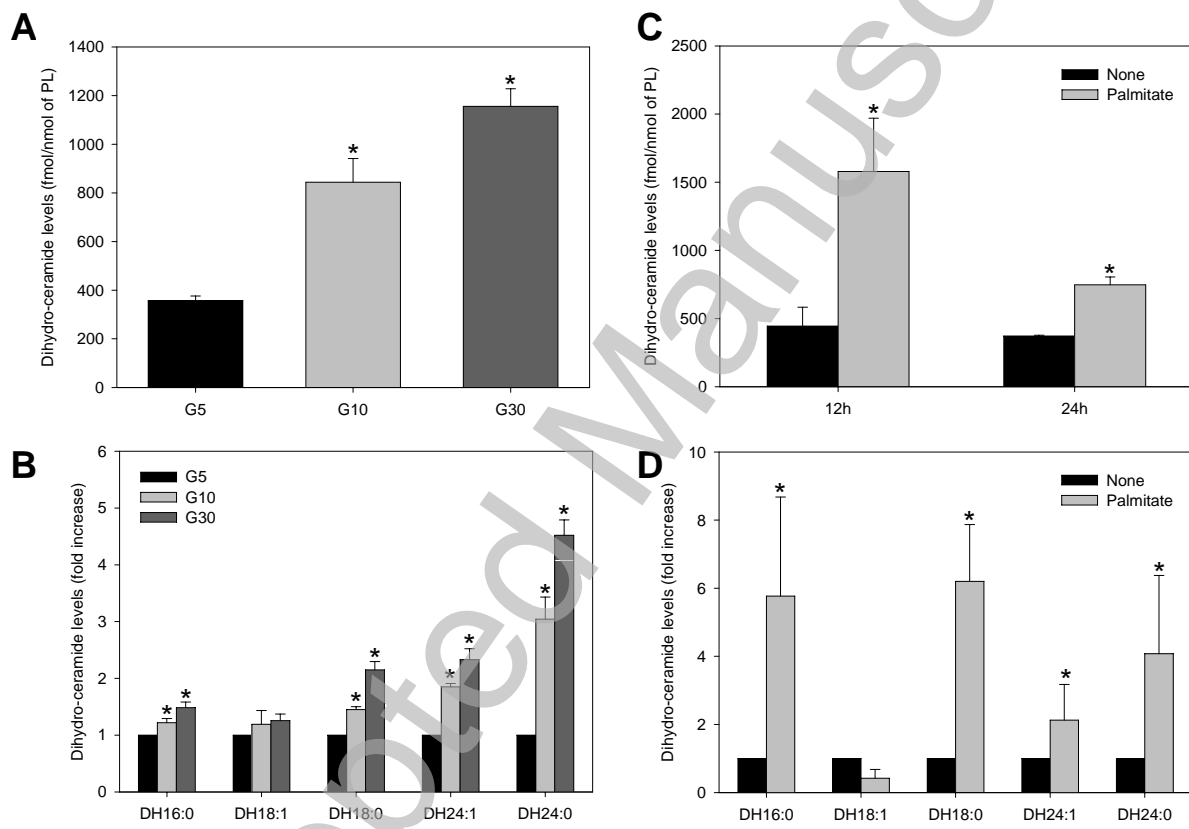 A
Dihydro-ceramide levels (fmol/nmol of PL)
1400
1200
1000
800
600
400
200
0
*
*
G5
G10
G30
B
Dihydro-ceramide levels (fold increase)
6
5
4
3
2
1
0
G5
G10
G30
* *
* *
* *
* *
DH16:0
DH18:1
DH18:0
DH24:1
DH24:0
C
Dihydro-ceramide levels (fmol/nmol of PL)
2500
2000
1500
1000
500
0
None
Palmitate
*
*
12h
24h
D
Dihydro-ceramide levels (fold increase)
10
8
6
4
2
0
None
Palmitate
*
*
*
*
DH16:0
DH18:1
DH18:0
DH24:1
DH24:0